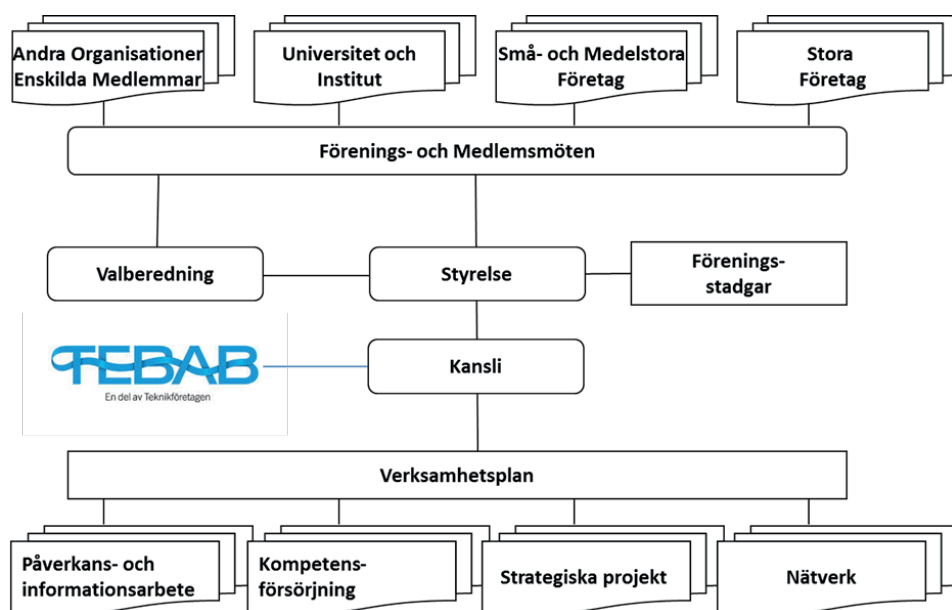 Andra Organisationer
Enskilda Medlemmar
Universitet och
Institut
Små- och Medelstora
Företag
Stora
Företag
Förenings- och Medlemsmöten
Valberedning
Styrelse
Förenings-
stadgar
TEBAB
En del av Teknikföretagen
Kansli
Verksamhetsplan
Påverkans- och
informationsarbete
Kompetens-
försörjning
Strategiska projekt
Nätverk